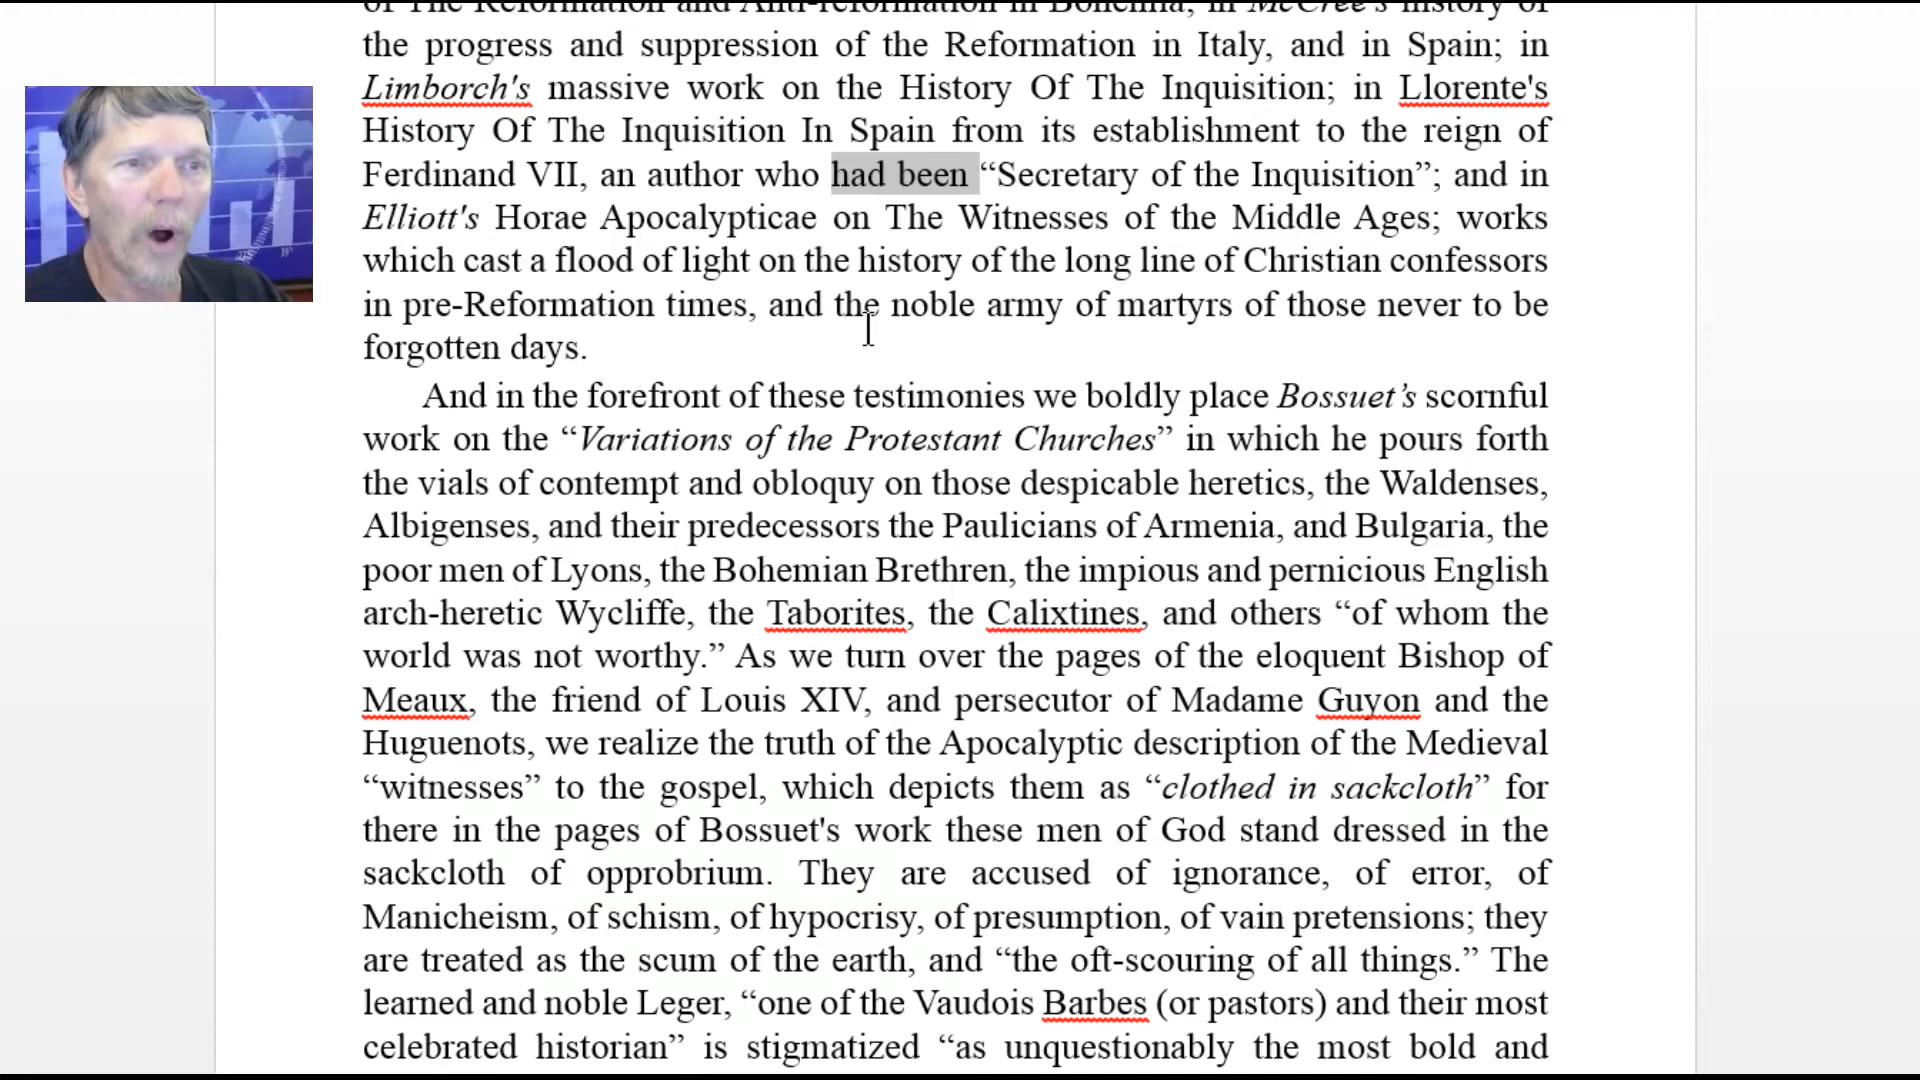 of The Reformation and Anti-reformation in Bohemia; in McCree's history of
the progress and suppression of the Reformation in Italy, and in Spain; in
Limborch's massive work on the History Of The Inquisition; in Llorente's
History Of The Inquisition In Spain from its establishment to the reign of
Ferdinand VII, an author who had been “Secretary of the Inquisition”; and in
Elliott's Horae Apocalypticae on The Witnesses of the Middle Ages; works
which cast a flood of light on the history of the long line of Christian confessors
in pre-Reformation times, and the noble army of martyrs of those never to be
forgotten days.
And in the forefront of these testimonies we boldly place Bossuet’s scornful
work on the “Variations of the Protestant Churches” in which he pours forth
the vials of contempt and obloquy on those despicable heretics, the Waldenses,
Albigenses, and their predecessors the Paulicians of Armenia, and Bulgaria, the
poor men of Lyons, the Bohemian Brethren, the impious and pernicious English
arch-heretic Wycliffe, the Taborites, the Calixtines, and others “of whom the
world was not worthy.” As we turn over the pages of the eloquent Bishop of
Meaux, the friend of Louis XIV, and persecutor of Madame Guyon and the
Huguenots, we realize the truth of the Apocalyptic description of the Medieval
“witnesses” to the gospel, which depicts them as “clothed in sackcloth” for
there in the pages of Bossuet's work these men of God stand dressed in the
sackcloth of opprobrium. They are accused of ignorance, of error, of
Manicheism, of schism, of hypocrisy, of presumption, of vain pretensions; they
are treated as the scum of the earth, and “the oft-scouring of all things.” The
learned and noble Leger, “one of the Vaudois Barbes (or pastors) and their most
celebrated historian” is stigmatized “as unquestionably the most bold and